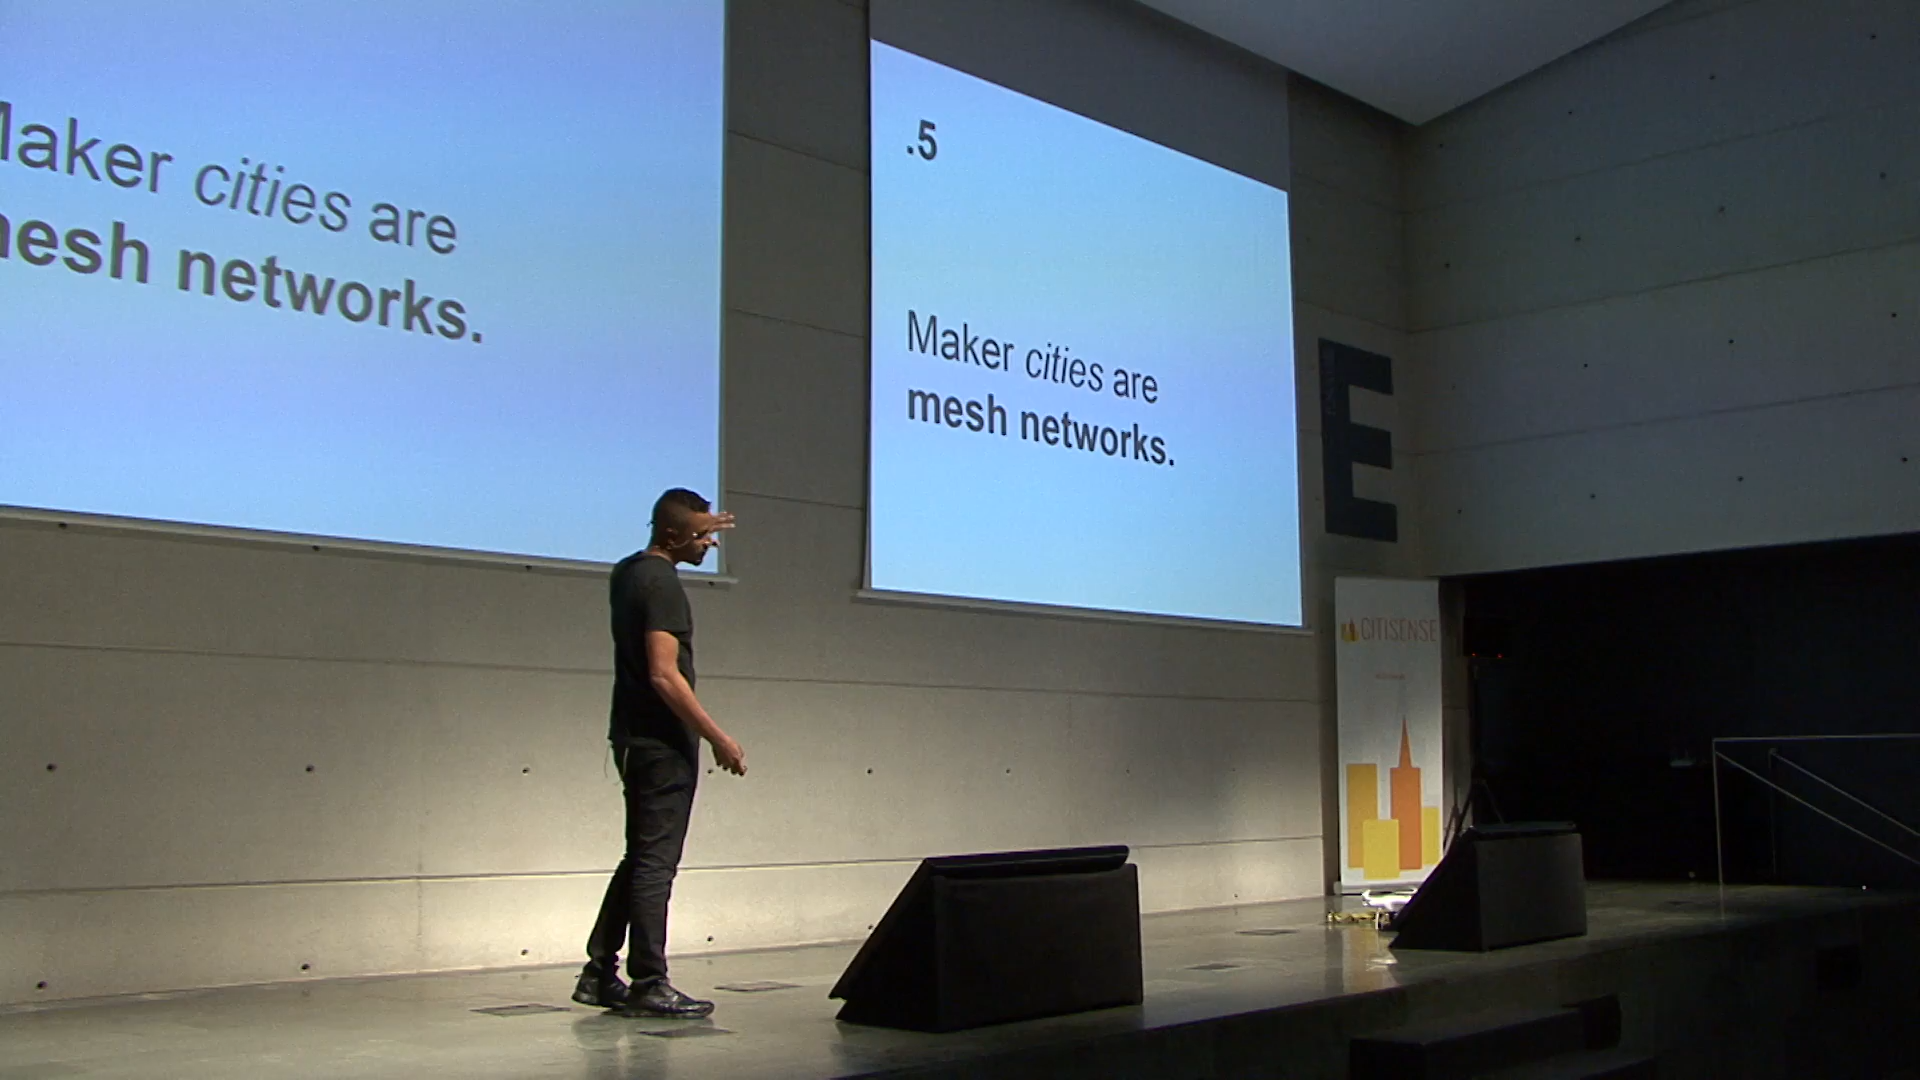 Maker cities are
mesh networks.
.5
Maker cities are
mesh networks.
E
CITISENSE